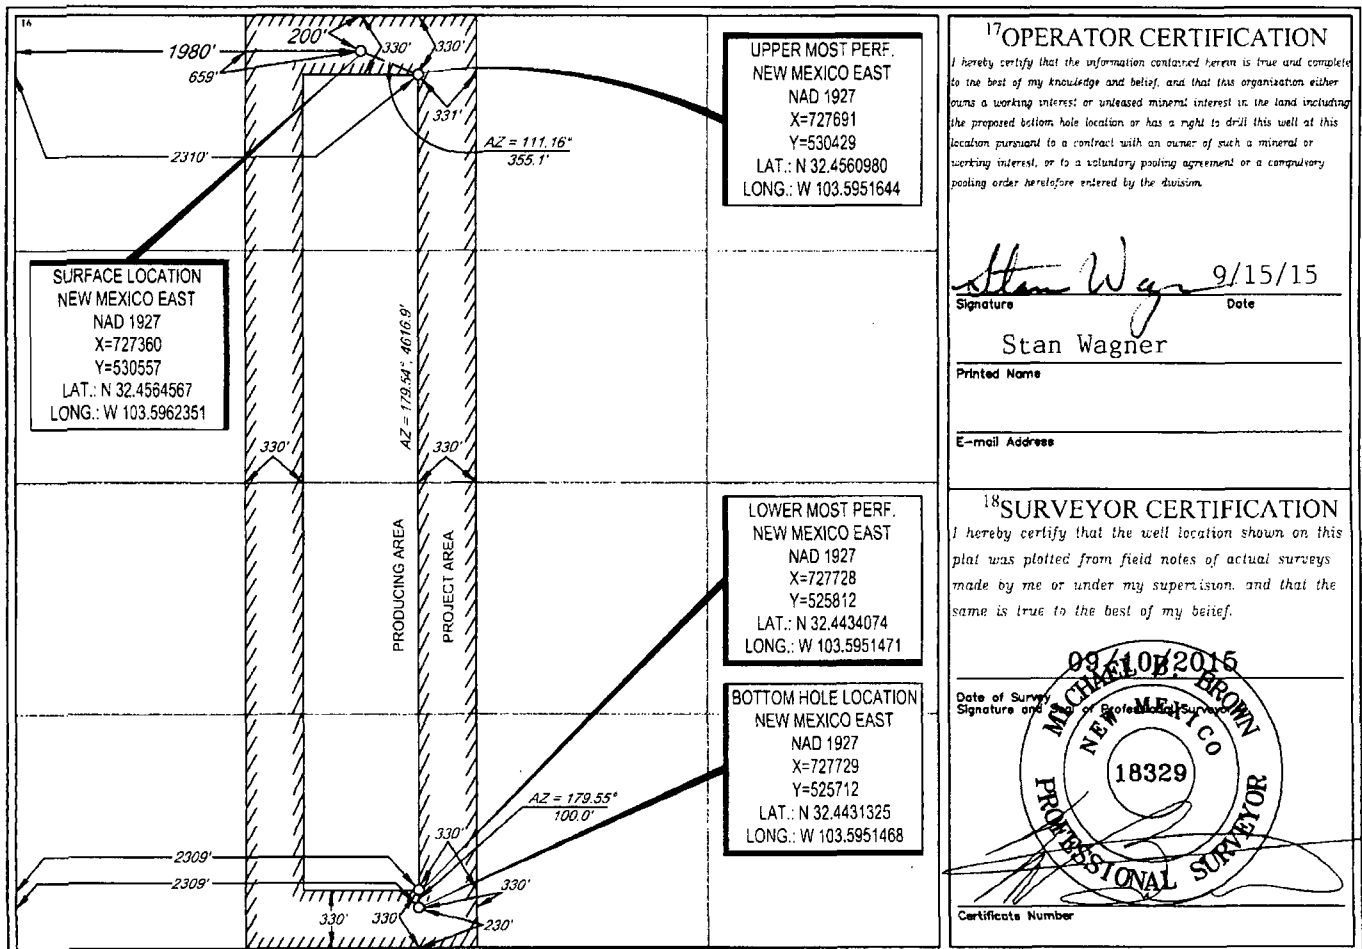 16
200'
1980'
659'
330'
330'
331'
2310'
AZ = 111.16°
355.1'
UPPER MOST PERF.
NEW MEXICO EAST
NAD 1927
X=727691
Y=530429
LAT.: N 32.4560980
LONG.: W 103.5951644
SURFACE LOCATION
NEW MEXICO EAST
NAD 1927
X=727360
Y=530557
LAT.: N 32.4564567
LONG.: W 103.5962351
AZ = 179.54°, 4616.9'
330'
330'
PRODUCING AREA
PROJECT AREA
LOWER MOST PERF.
NEW MEXICO EAST
NAD 1927
X=727728
Y=525812
LAT.: N 32.4434074
LONG.: W 103.5951471
BOTTOM HOLE LOCATION
NEW MEXICO EAST
NAD 1927
X=727729
Y=525712
LAT.: N 32.4431325
LONG.: W 103.5951468
AZ = 179.55°
100.0'
2309'
2309'
330'
330'
330'
330'
230'
17 OPERATOR CERTIFICATION
I hereby certify that the information contained herein is true and complete
to the best of my knowledge and belief, and that this organization either
owns a working interest or unleased mineral interest in the land including
the proposed bottom hole location or has a right to drill this well at this
location pursuant to a contract with an owner of such a mineral or
working interest, or to a voluntary pooling agreement or a compulsory
pooling order heretofore entered by the division.
Stan Wagner 9/15/15
Signature Date
Stan Wagner
Printed Name
E-mail Address
18 SURVEYOR CERTIFICATION
I hereby certify that the well location shown on this
plat was plotted from field notes of actual surveys
made by me or under my supervision, and that the
same is true to the best of my belief.
09/10/2015
Date of Survey
Signature and Seal of Professional Surveyor
MICHAEL B. BROWN
NEW MEXICO
18329
PROFESSIONAL SURVEYOR
Certificate Number